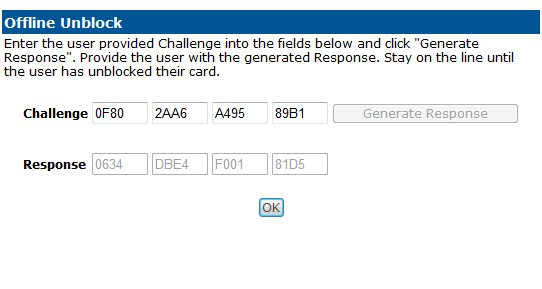 Offline Unblock
Enter the user provided Challenge into the fields below and click "Generate
Response". Provide the user with the generated Response. Stay on the line until
the user has unblocked their card.
Challenge 0F80 2AA6 A495 89B1 Generate Response
Response 0634 DBE4 F001 81D5
OK